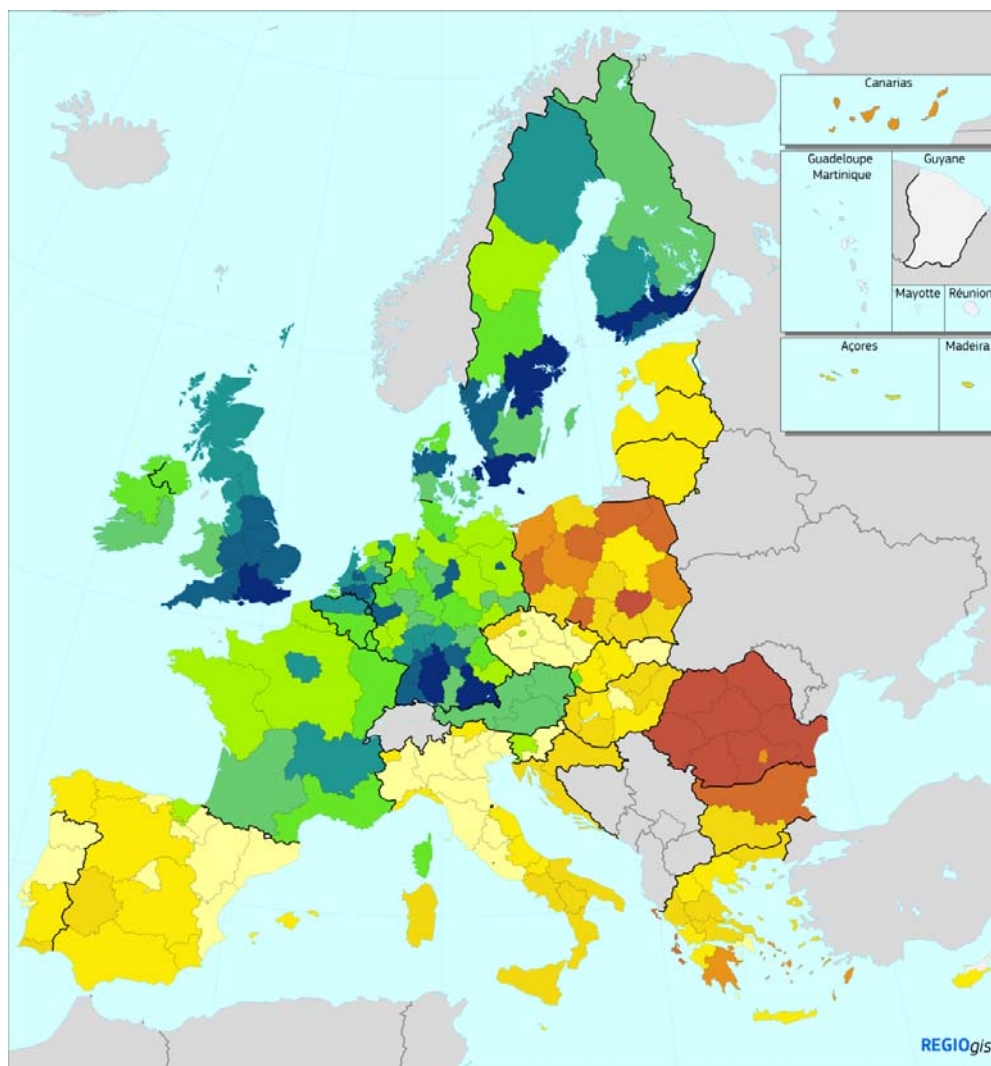 Canarias
Guadeloupe
Martinique
Guyane
Mayotte
Réunion
Açores
Madeira
REGIOgis